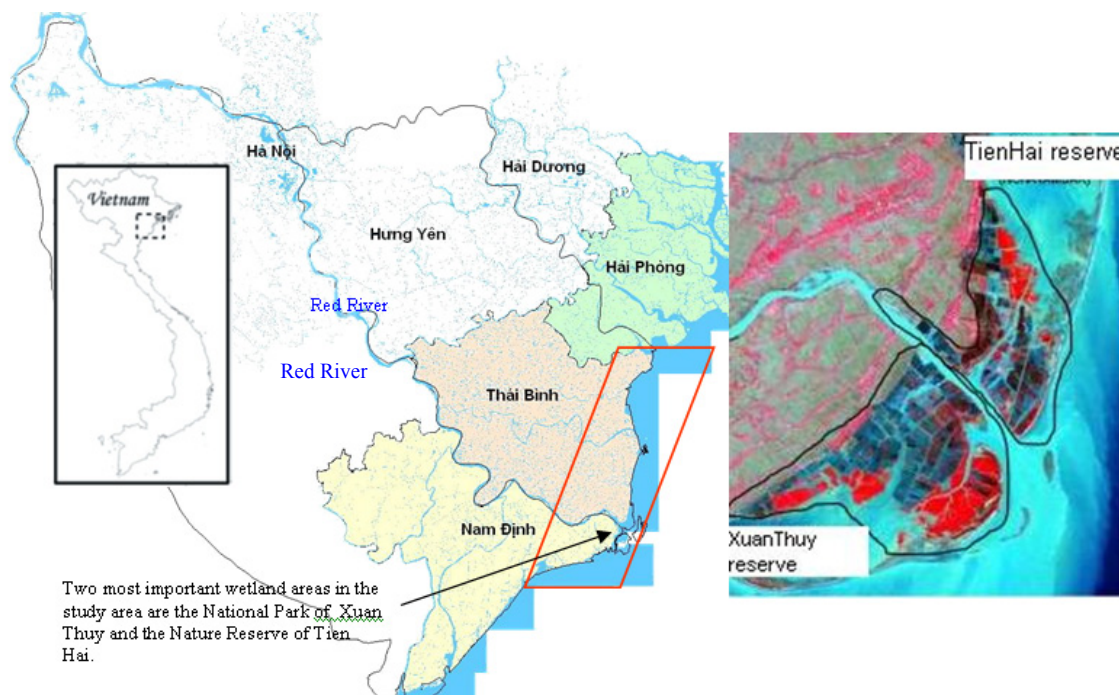 Hà Nội
Hải Dương
TienHai reserve
Vietnam
Hưng Yên
Hải Phòng
Red River
Red River
Thái Bình
Nam Định
XuanThuy
reserve
Two most important wetland areas in the
study area are the National Park of Xuan
Thuy and the Nature Reserve of Tien
Hai.